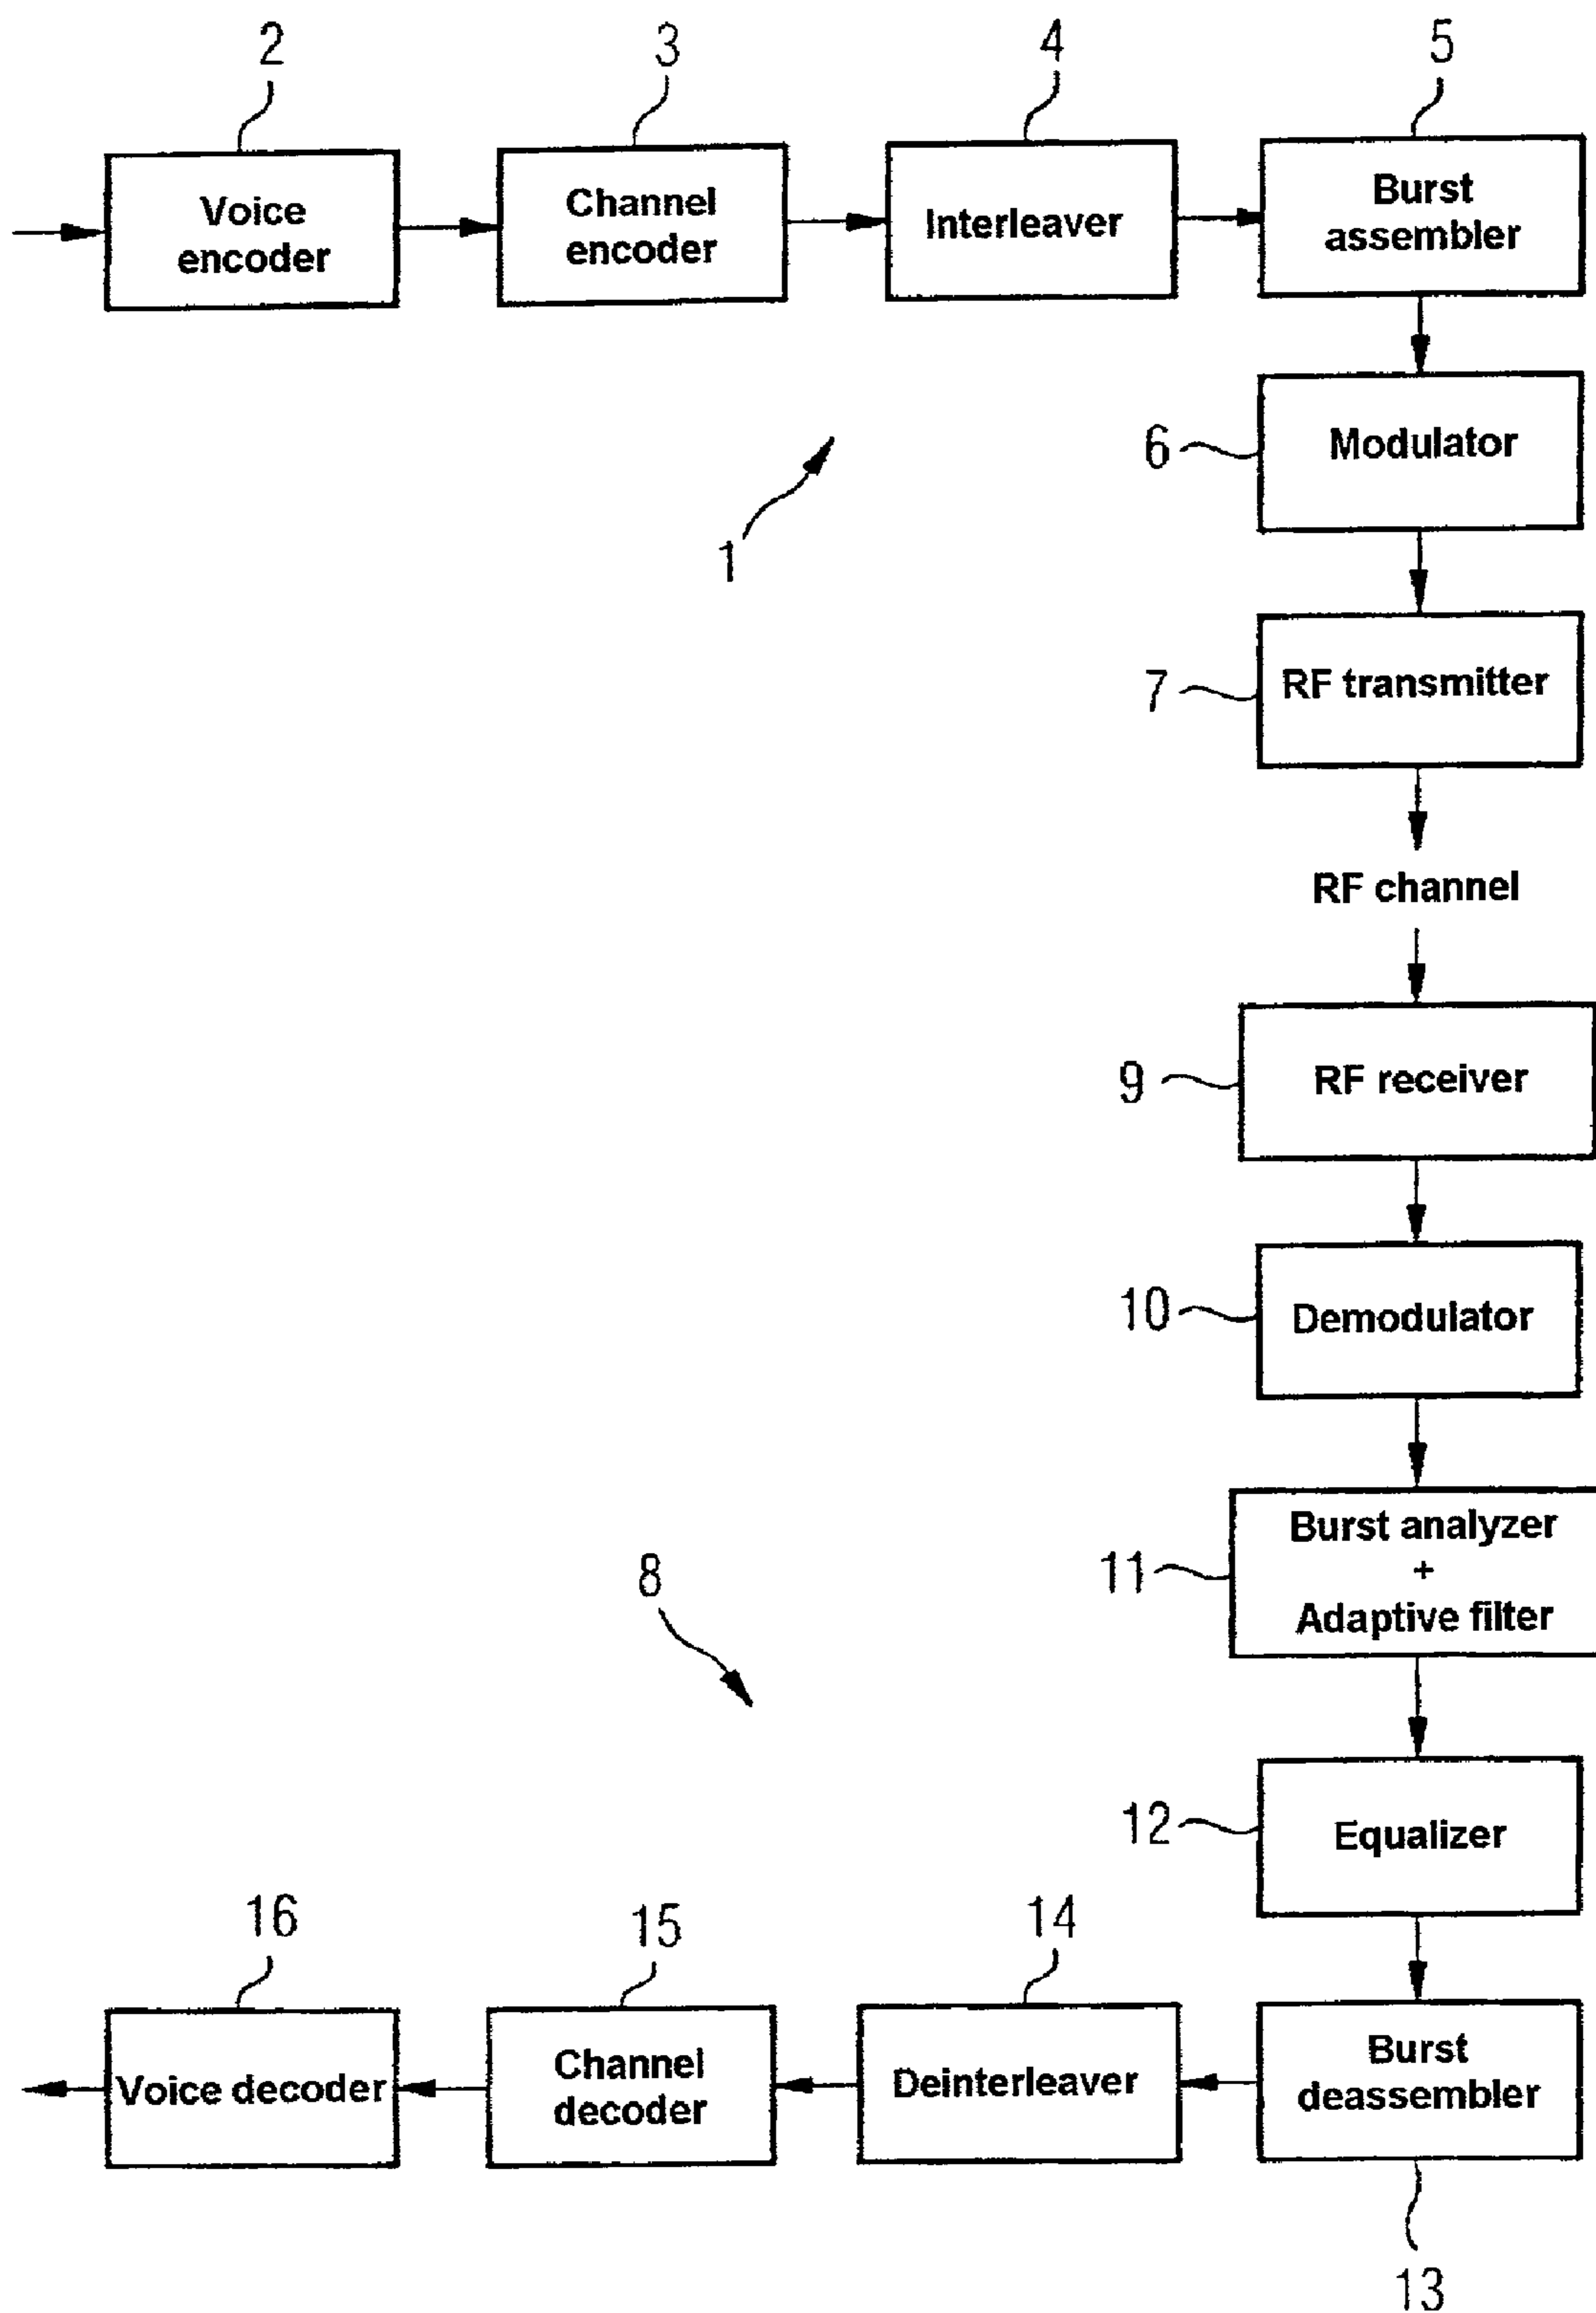 2
3
4
5
Voice
encoder
Channel
encoder
Interleaver
Burst
assembler
6
Modulator
1
7
RF transmitter
RF channel
9
RF receiver
10
Demodulator
11
Burst analyzer
+
Adaptive filter
8
12
Equalizer
16
15
14
Voice decoder
Channel
decoder
Deinterleaver
Burst
deassembler
13